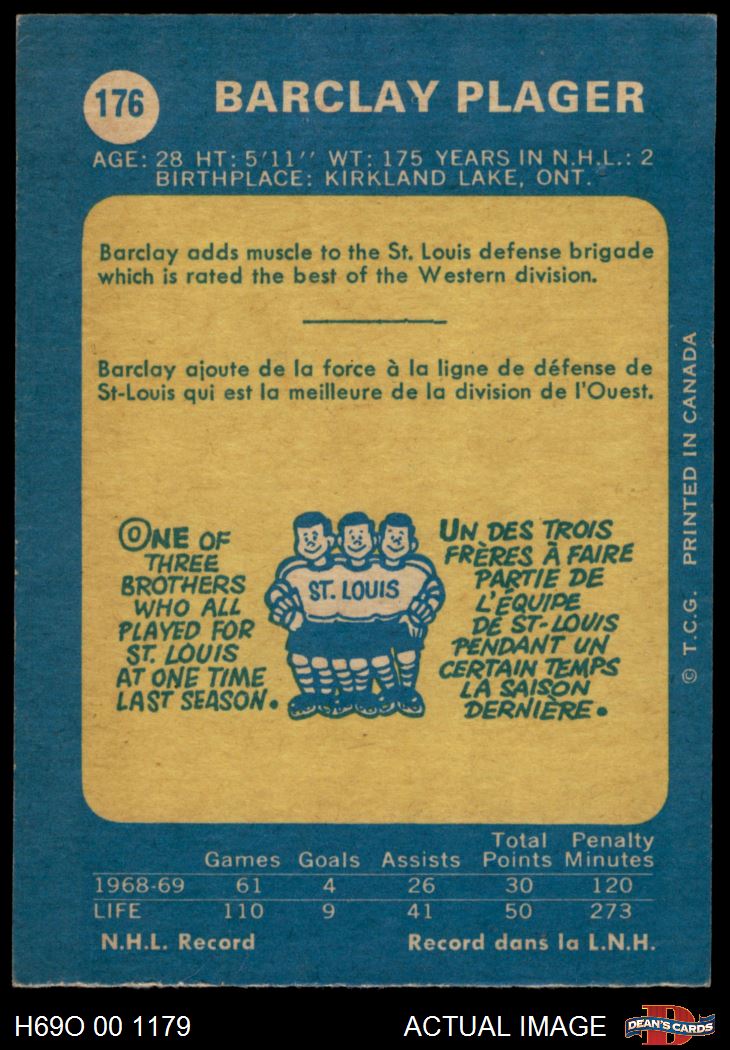 176
BARCLAY PLAGER
AGE: 28 HT: 5'11'' WT: 175 YEARS IN N.H.L.: 2
BIRTHPLACE: KIRKLAND LAKE, ONT.
Barclay adds muscle to the St. Louis defense brigade
which is rated the best of the Western division.
Barclay ajoute de la force à la ligne de défense de
St-Louis qui est la meilleure de la division de l'Ouest.
ONE OF
THREE
BROTHERS
WHO ALL
PLAYED FOR
ST. LOUIS
AT ONE TIME
LAST SEASON.
ST. LOUIS
UN DES TROIS
FRÈRES À FAIRE
PARTIE DE
L'ÉQUIPE
DE ST-LOUIS
PENDANT UN
CERTAIN TEMPS
LA SAISON
DERNIÈRE.
© T.C.G. PRINTED IN CANADA
Games Goals Assists Total Points Penalty Minutes
1968-69 61 4 26 30 120
LIFE 110 9 41 50 273
N.H.L. Record Record dans la L.N.H.
H69O 00 1179 ACTUAL IMAGE
D
DEAN'S CARDS